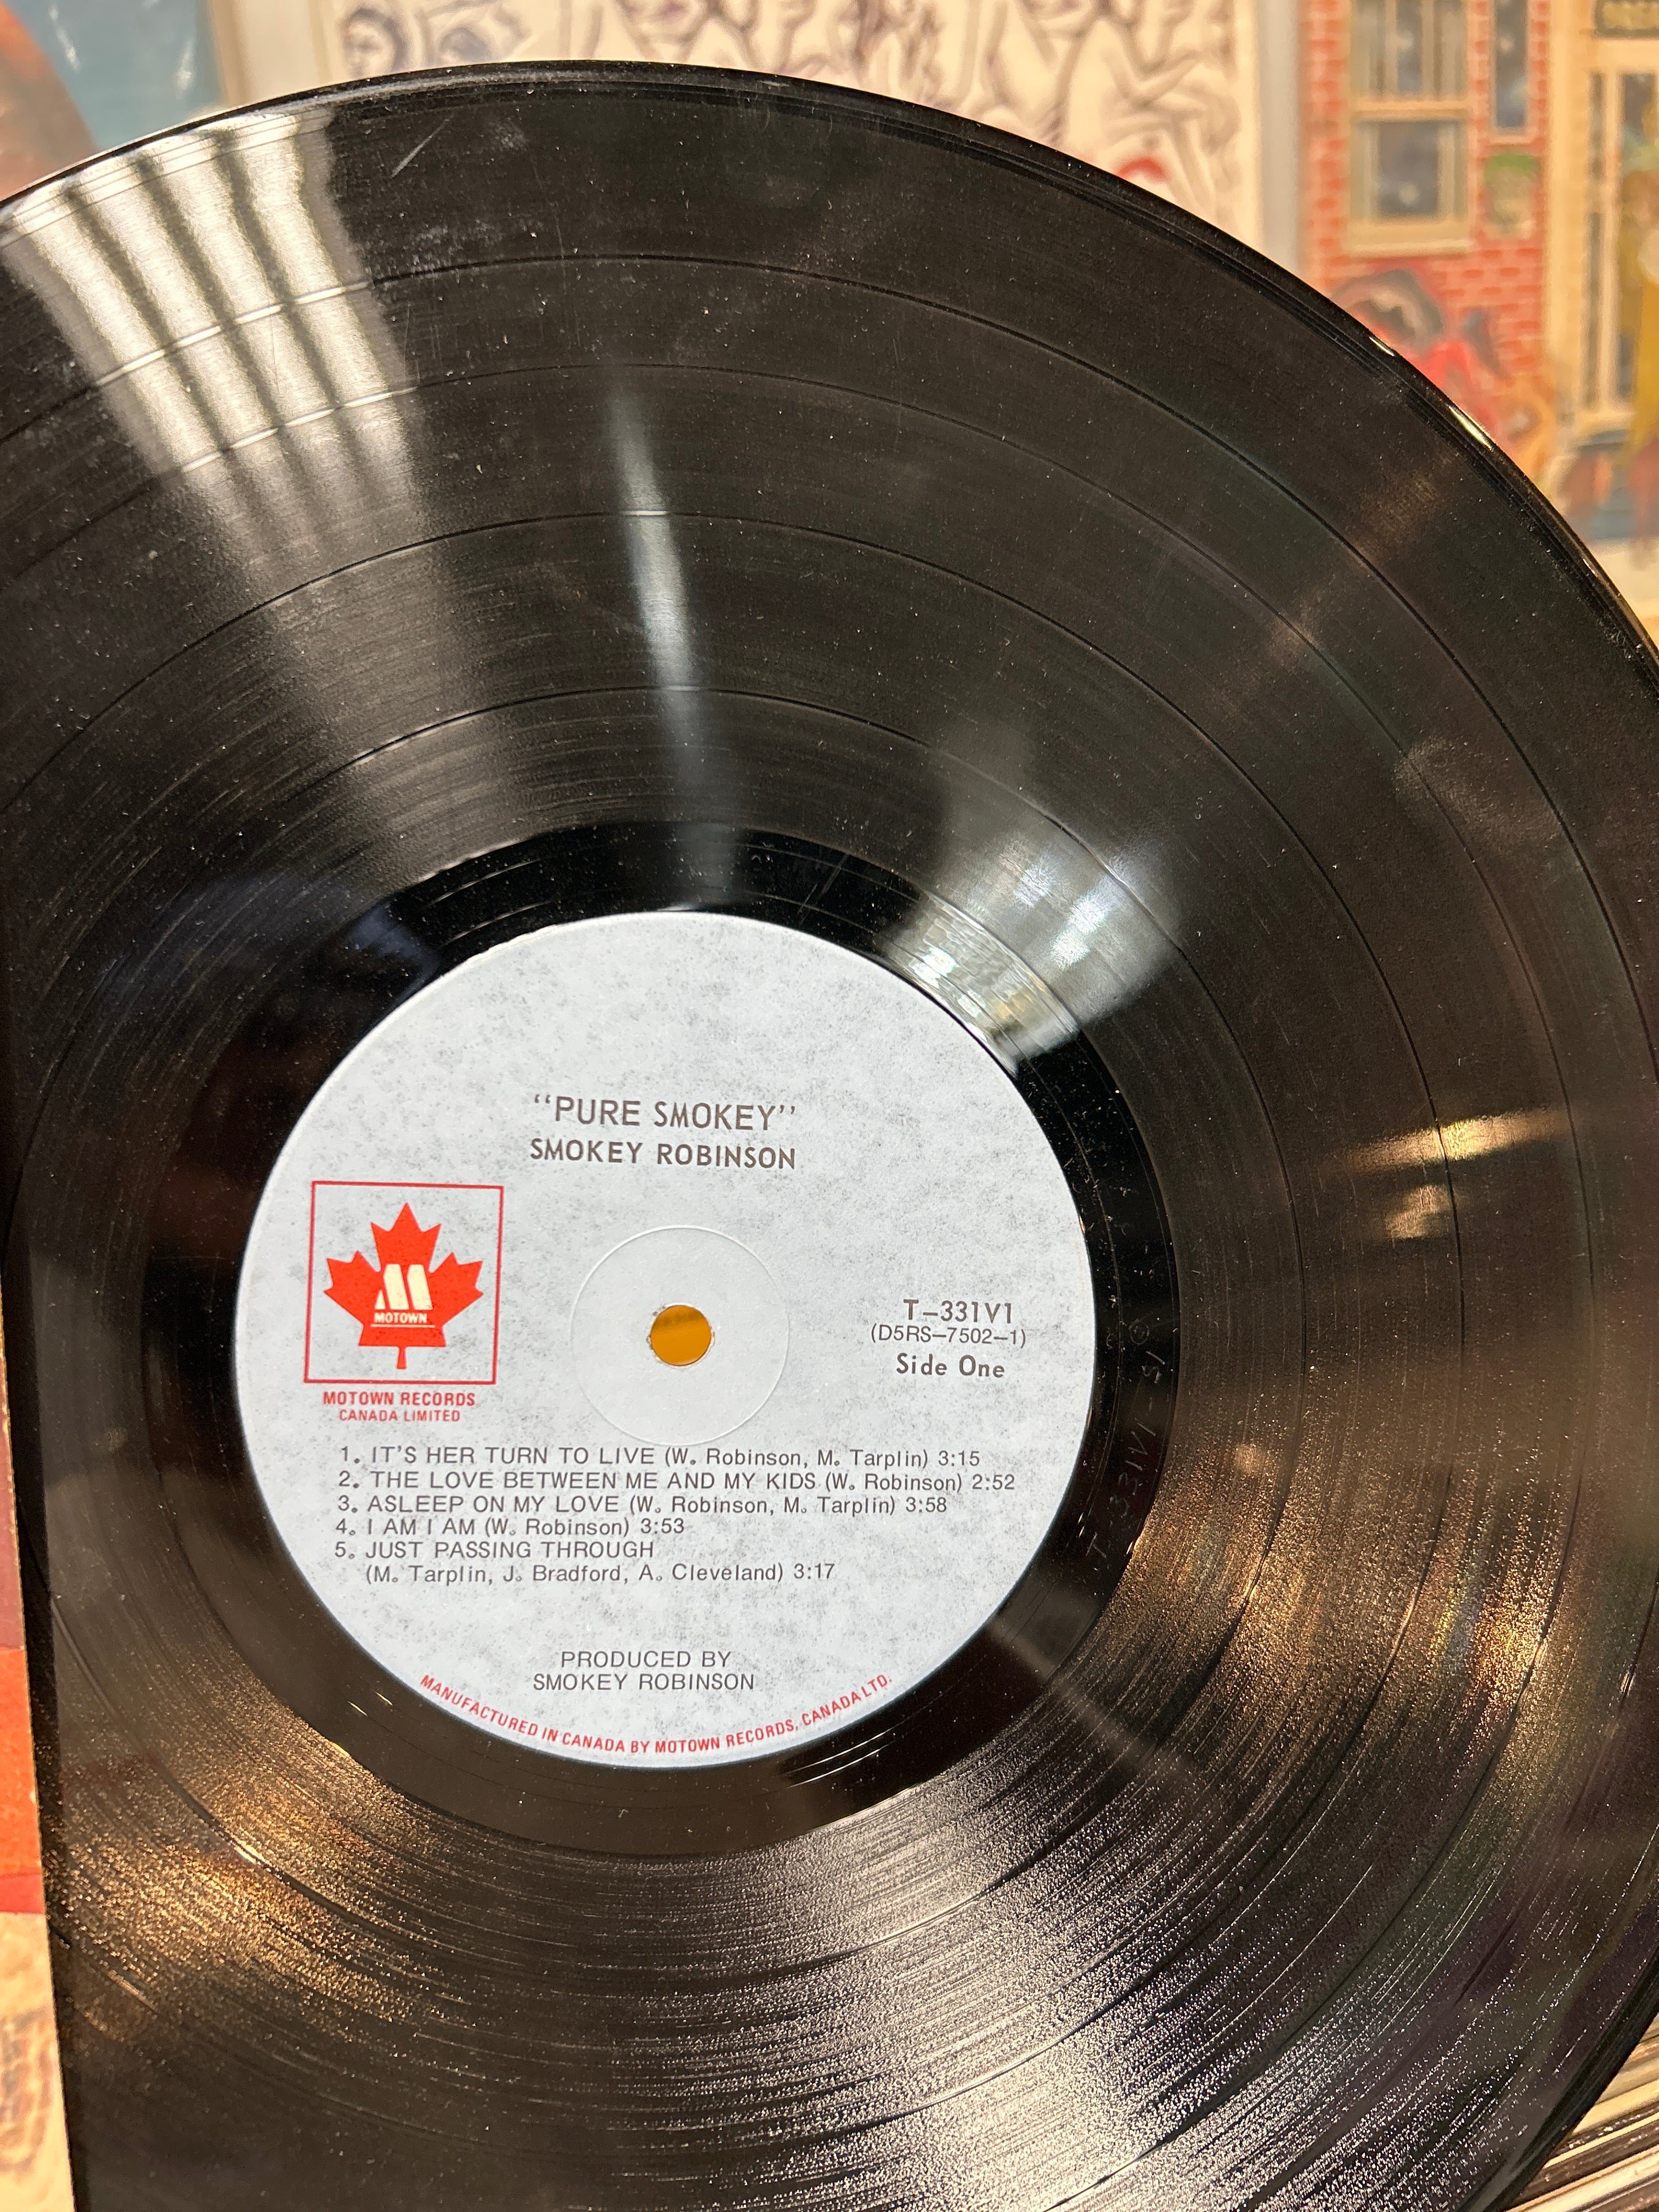 “PURE SMOKEY”
SMOKEY ROBINSON
M
MOTOWN
MOTOWN RECORDS
CANADA LIMITED
T–331V1
(D5RS–7502–1)
Side One
1. IT'S HER TURN TO LIVE (W. Robinson, M. Tarplin) 3:15
2. THE LOVE BETWEEN ME AND MY KIDS (W. Robinson) 2:52
3. ASLEEP ON MY LOVE (W. Robinson, M. Tarplin) 3:58
4. I AM I AM (W. Robinson) 3:53
5. JUST PASSING THROUGH
(M. Tarplin, J. Bradford, A. Cleveland) 3:17
PRODUCED BY
SMOKEY ROBINSON
MANUFACTURED IN CANADA BY MOTOWN RECORDS, CANADA LTD.
T-331V1-S1